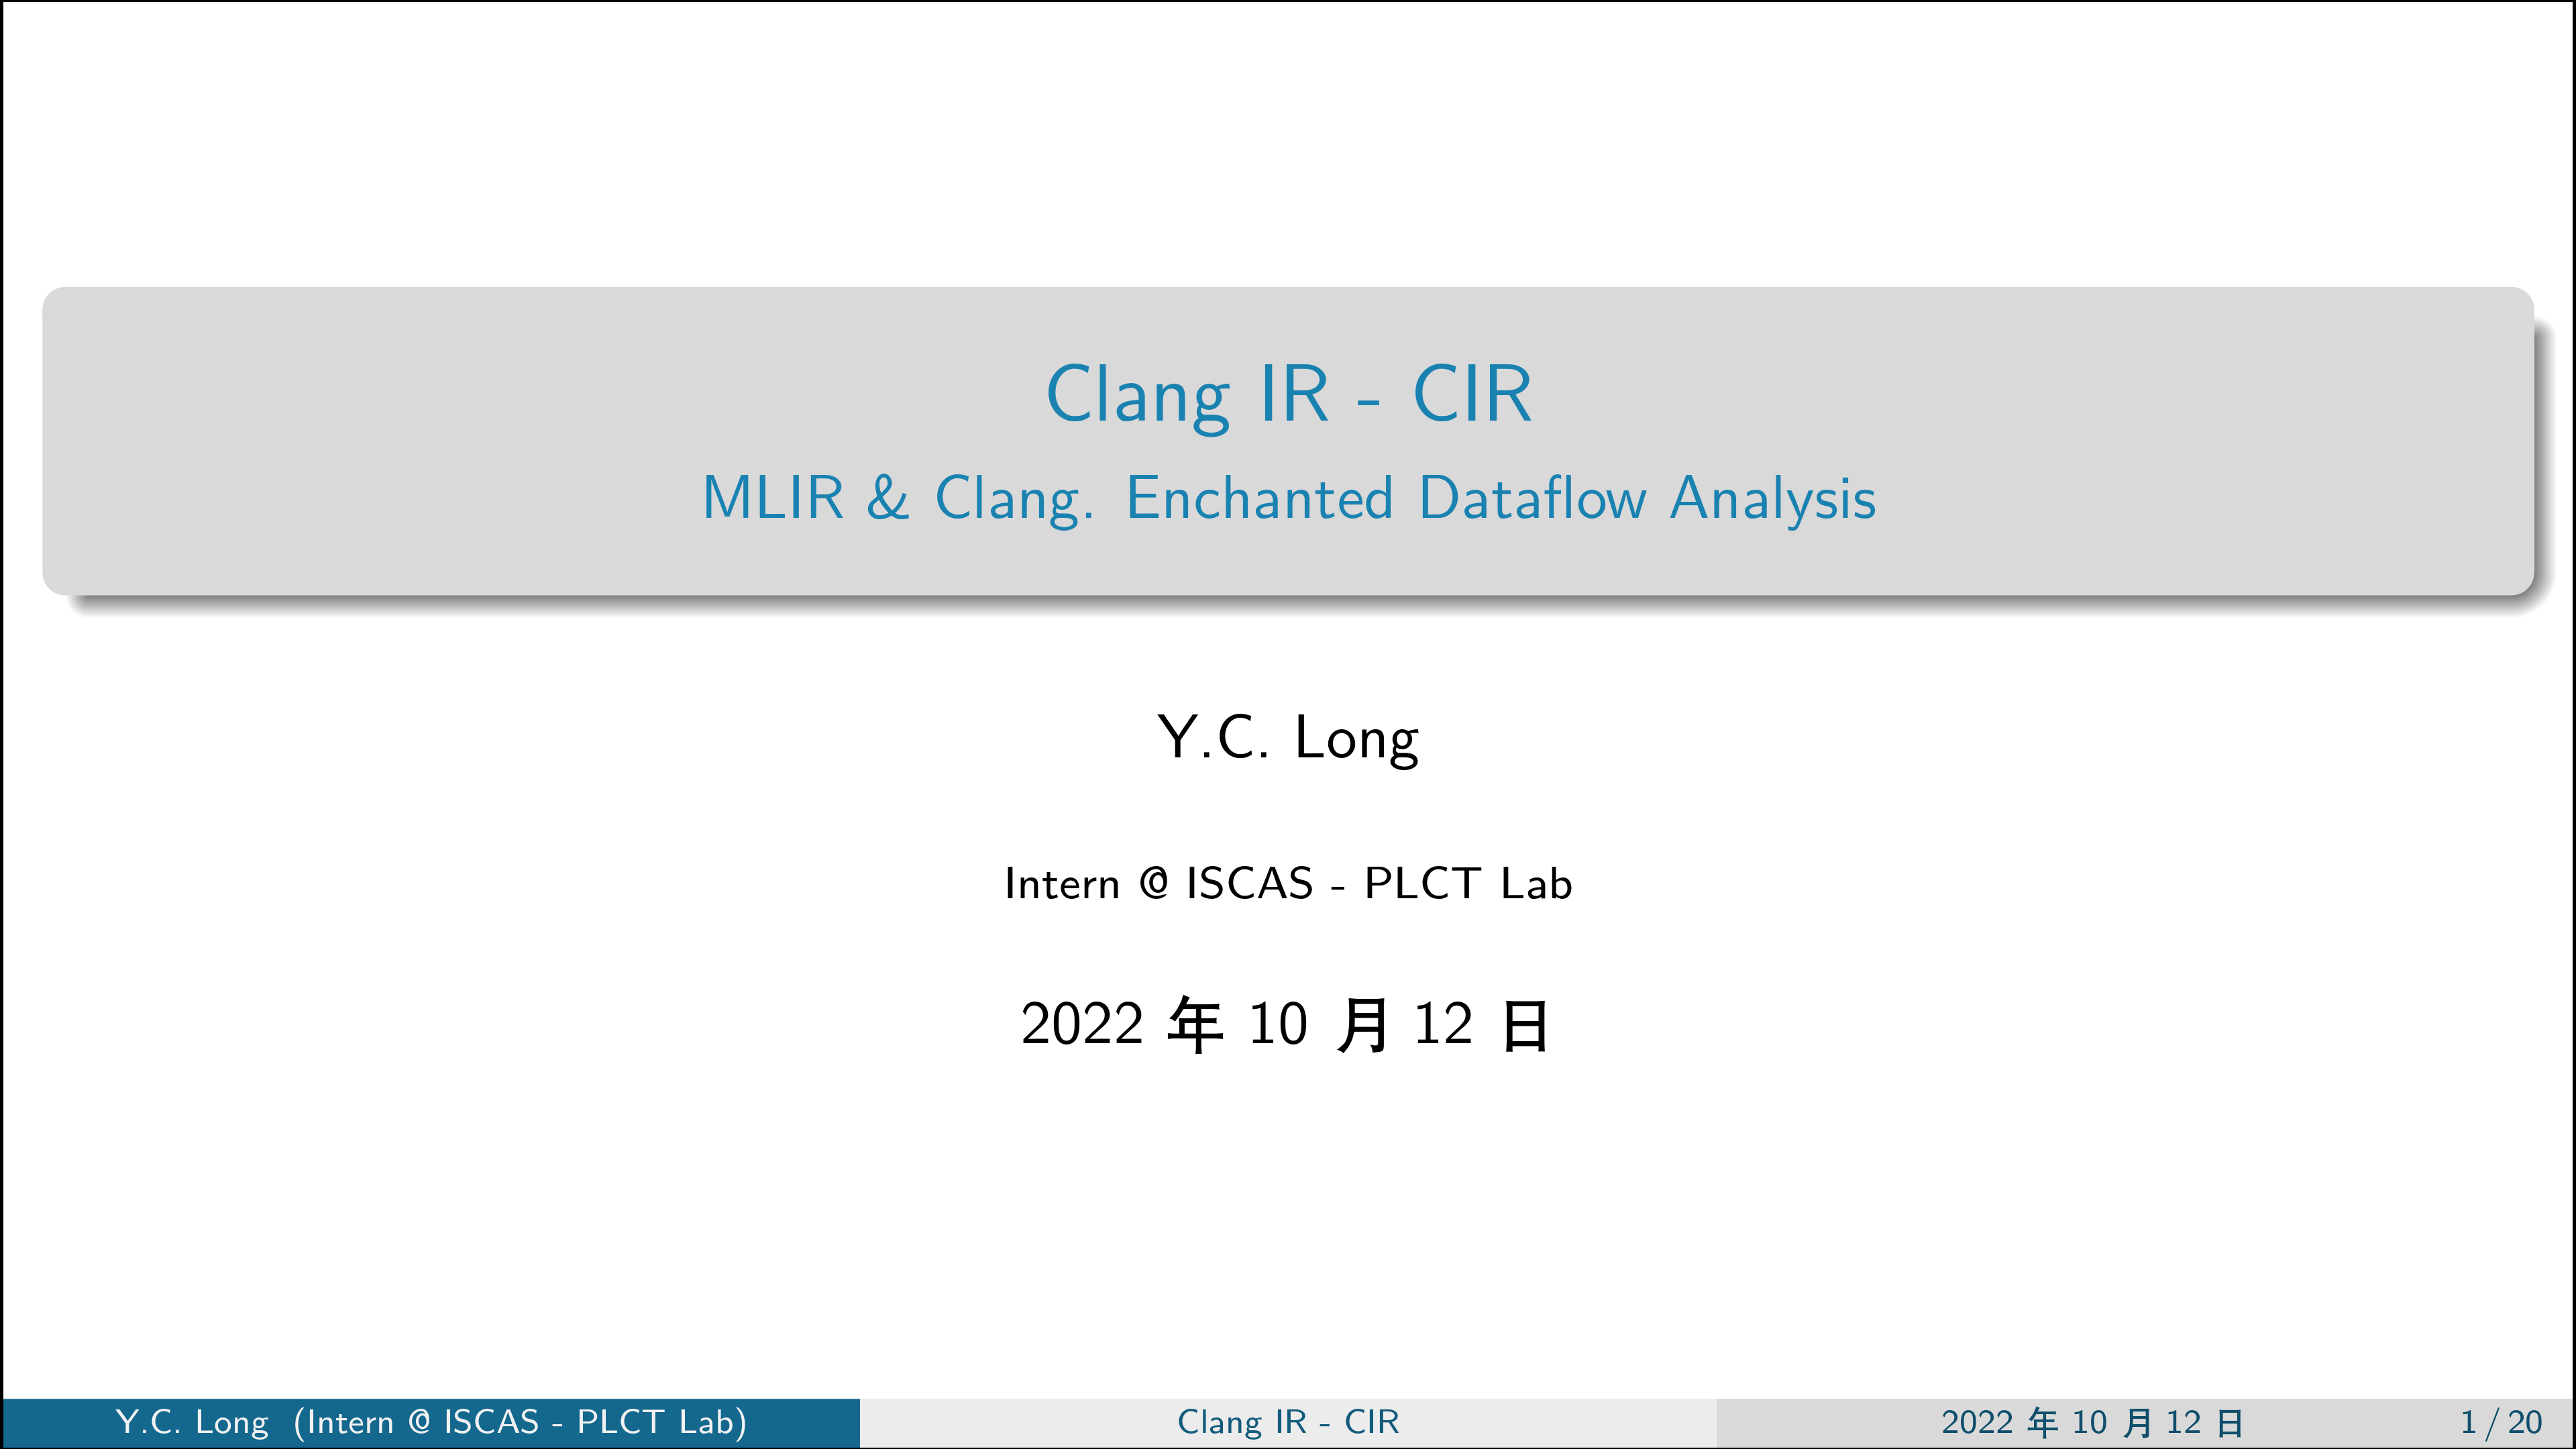 Clang IR - CIR
MLIR & Clang. Enchanted Dataflow Analysis
Y.C. Long
Intern @ ISCAS - PLCT Lab
2022 年 10 月 12 日
Y.C. Long (Intern @ ISCAS - PLCT Lab)
Clang IR - CIR
2022 年 10 月 12 日
1 / 20